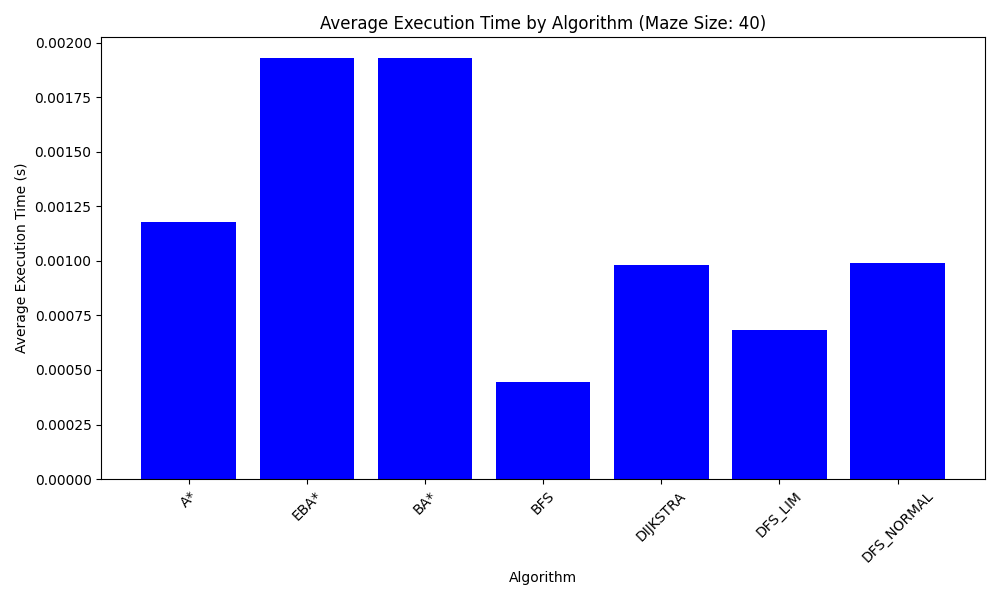 Average Execution Time by Algorithm (Maze Size: 40)
Average Execution Time (s)
0.00200
0.00175
0.00150
0.00125
0.00100
0.00075
0.00050
0.00025
0.00000
A*
EBA*
BA*
BFS
DIJKSTRA
DFS_LIM
DFS_NORMAL
Algorithm